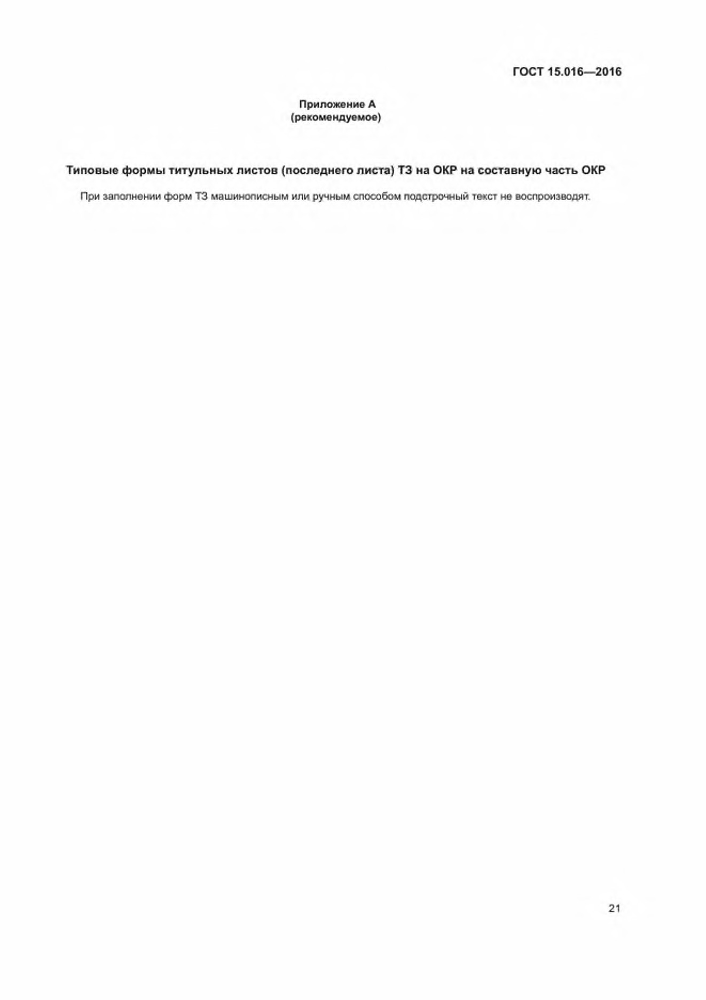 ГОСТ 15.016—2016
Приложение А
(рекомендуемое)
Типовые формы титульных листов (последнего листа) ТЗ на ОКР на составную часть ОКР
При заполнении форм ТЗ машинописным или ручным способом подстрочный текст не воспроизводят.
21